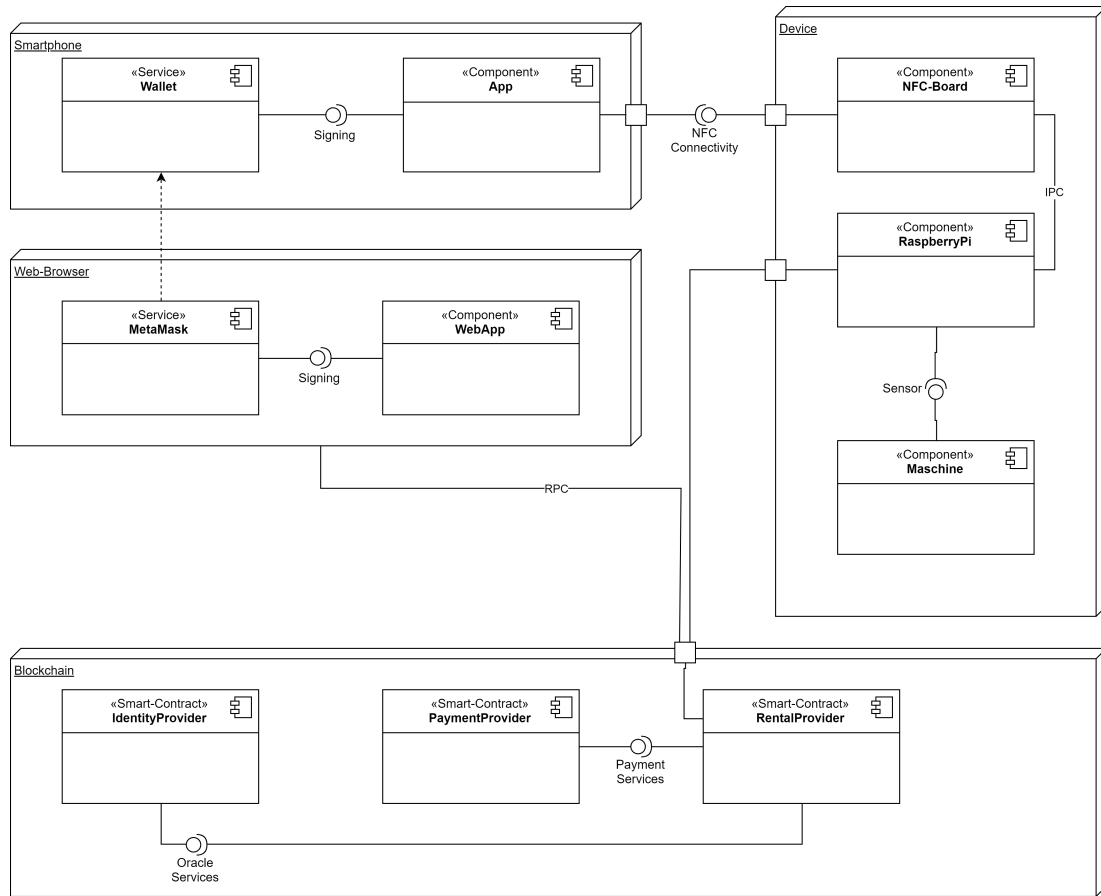 Smartphone
«Service»
Wallet
Signing
«Component»
App
NFC
Connectivity
Device
«Component»
NFC-Board
IPC
«Component»
RaspberryPi
Sensor
«Component»
Maschine
Web-Browser
«Service»
MetaMask
Signing
«Component»
WebApp
RPC
Blockchain
«Smart-Contract»
IdentityProvider
«Smart-Contract»
PaymentProvider
Payment
Services
«Smart-Contract»
RentalProvider
Oracle
Services